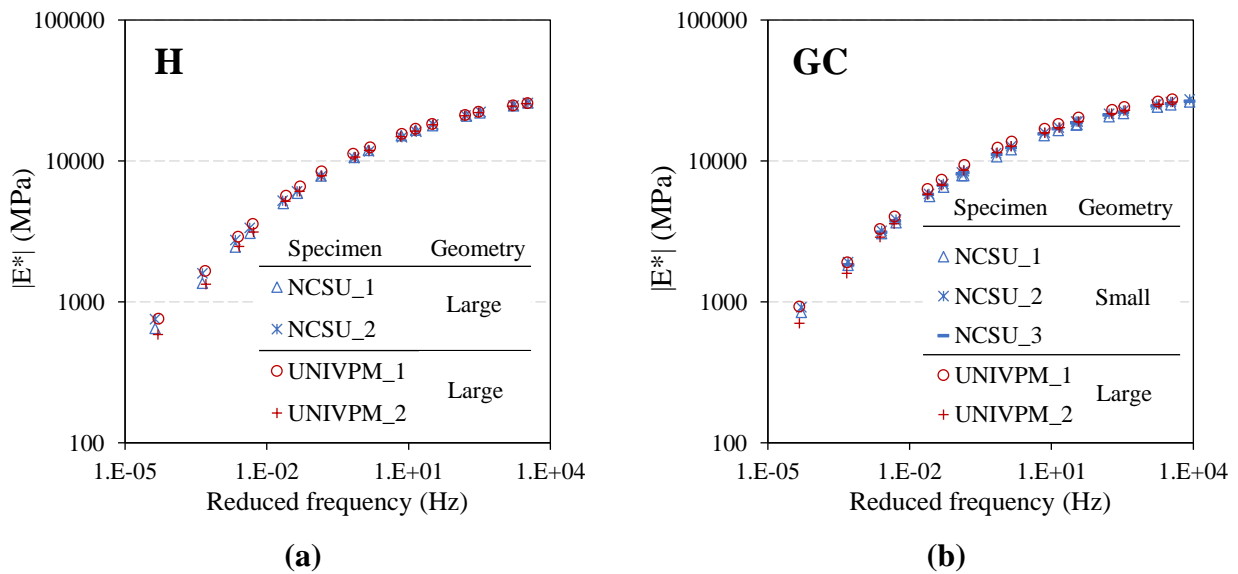 H
100000
10000
1000
100
|E*| (MPa)
1.E-05 1.E-02 1.E+01 1.E+04
Reduced frequency (Hz)
Specimen Geometry
NCSU_1
NCSU_2
Large
UNIVPM_1
UNIVPM_2
Large
(a)
GC
100000
10000
1000
100
|E*| (MPa)
1.E-05 1.E-02 1.E+01 1.E+04
Reduced frequency (Hz)
Specimen Geometry
NCSU_1
NCSU_2
NCSU_3
Small
UNIVPM_1
UNIVPM_2
Large
(b)